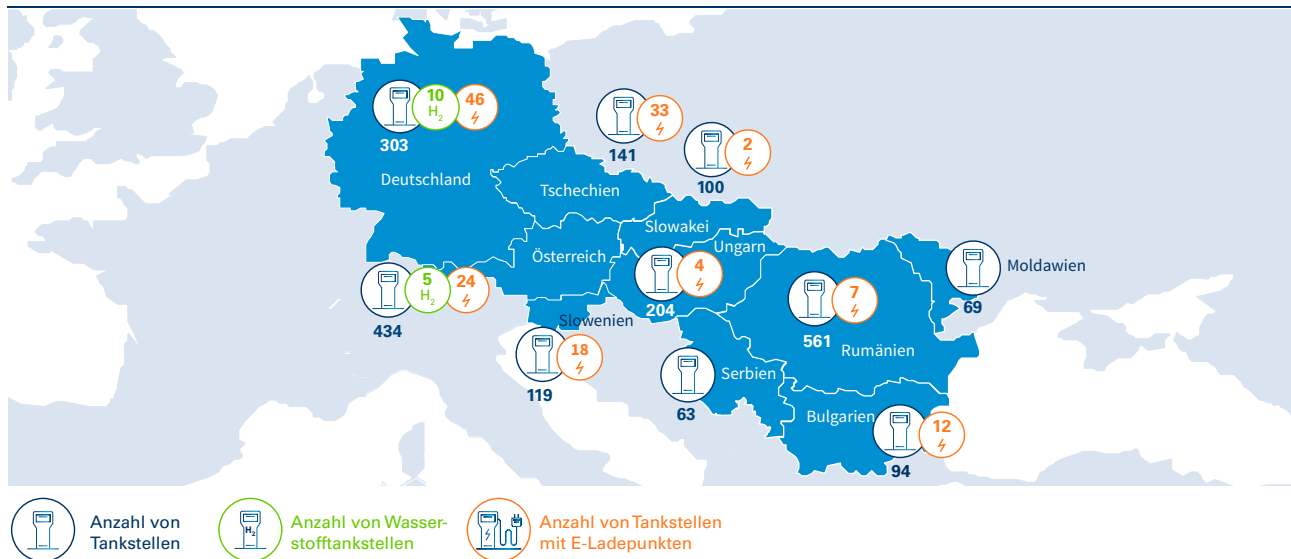 10
H₂
46
303
Deutschland
33
141
2
100
Tschechien
Slowakei
Ungarn
Österreich
4
204
5
H₂
24
434
Slowenien
18
119
7
561
Rumänien
Moldawien
69
Serbien
63
Bulgarien
12
94
Anzahl von
Tankstellen
H₂
Anzahl von Wasser-
stofftankstellen
Anzahl von Tankstellen
mit E-Ladepunkten